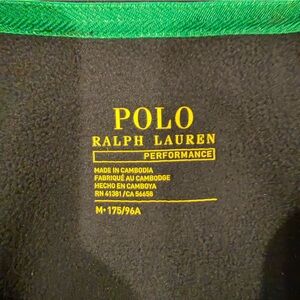 POLO
RALPH LAUREN
PERFORMANCE
MADE IN CAMBODIA
FABRIQUÉ AU CAMBODGE
HECHO EN CAMBOYA
RN 41381 / CA 56658
M•175/96A